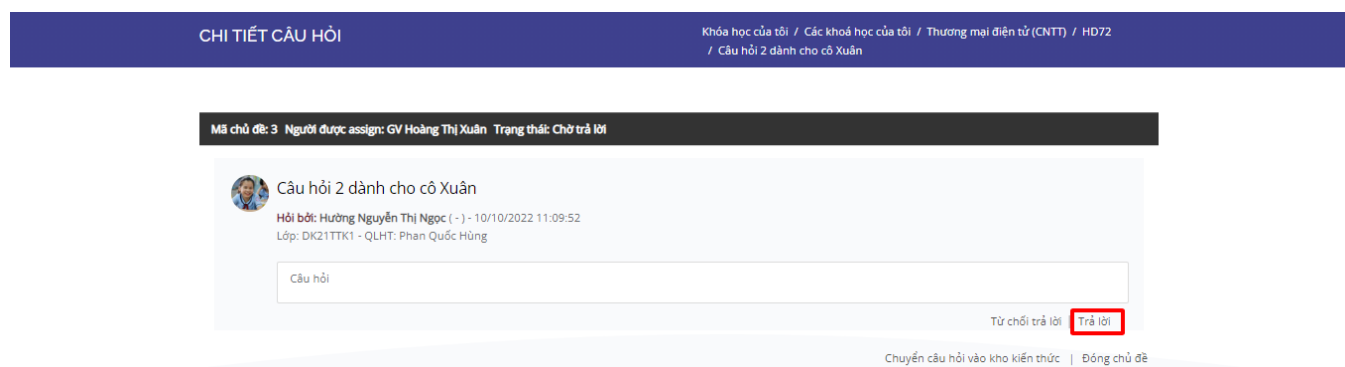 CHI TIẾT CÂU HỎI
Khóa học của tôi / Các khoá học của tôi / Thương mại điện tử (CNTT) / HD72
/ Câu hỏi 2 dành cho cô Xuân
Mã chủ đề: 3 Người được assign: GV Hoàng Thị Xuân Trạng thái: Chờ trả lời
Câu hỏi 2 dành cho cô Xuân
Hỏi bởi: Hường Nguyễn Thị Ngọc ( - ) - 10/10/2022 11:09:52
Lớp: DK21TTK1 - QLHT: Phan Quốc Hùng
Câu hỏi
Từ chối trả lời | Trả lời
Chuyển câu hỏi vào kho kiến thức | Đóng chủ đề